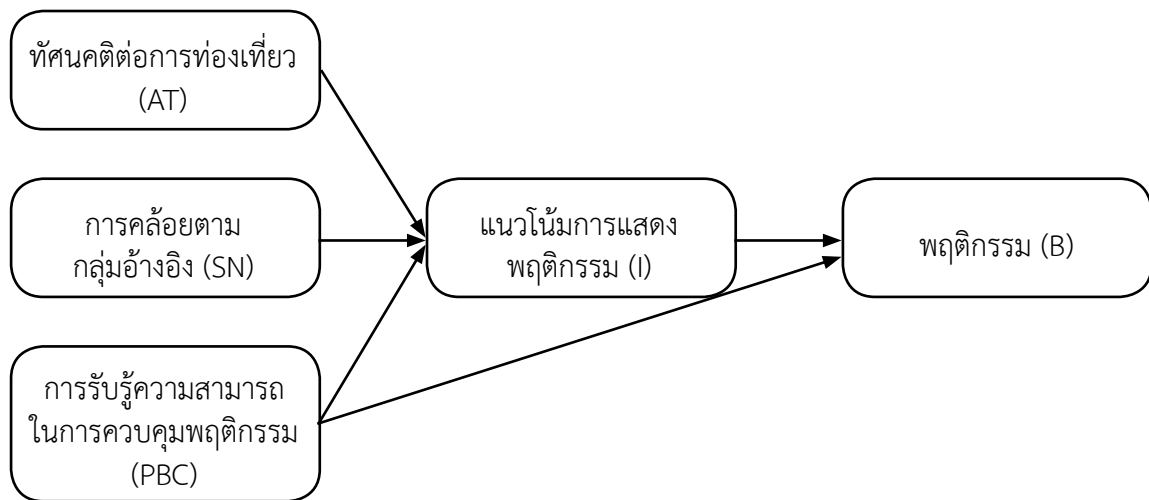 ทัศนคติต่อการท่องเที่ยว
(AT)
การคล้อยตาม
กลุ่มอ้างอิง (SN)
แนวโน้มการแสดง
พฤติกรรม (I)
พฤติกรรม (B)
การรับรู้ความสามารถ
ในการควบคุมพฤติกรรม
(PBC)